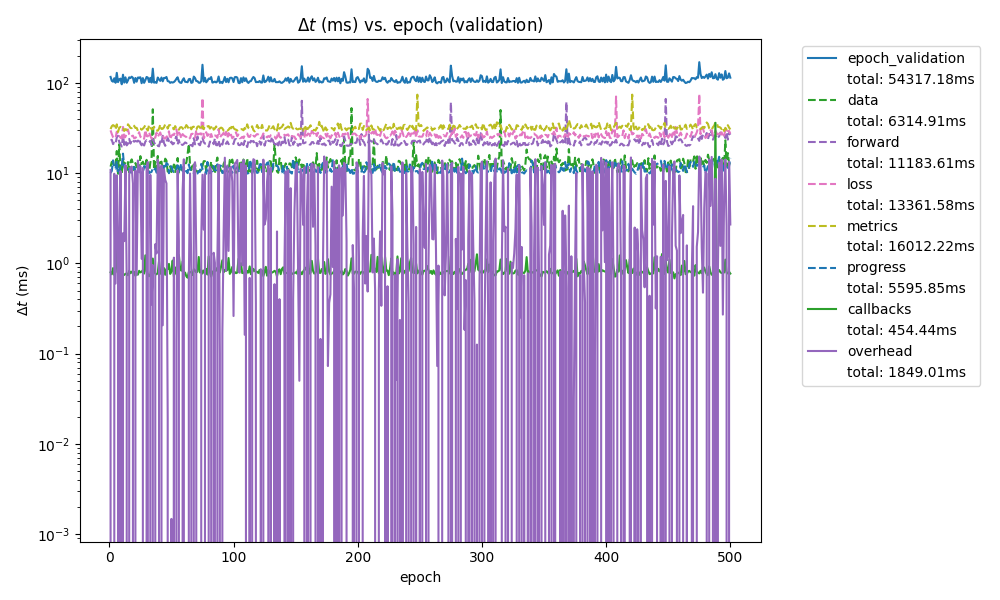 Δt (ms) vs. epoch (validation)
Δt (ms)
10²
10¹
10⁰
10⁻¹
10⁻²
10⁻³
0
100
200
300
400
500
epoch
epoch_validation
total: 54317.18ms
data
total: 6314.91ms
forward
total: 11183.61ms
loss
total: 13361.58ms
metrics
total: 16012.22ms
progress
total: 5595.85ms
callbacks
total: 454.44ms
overhead
total: 1849.01ms